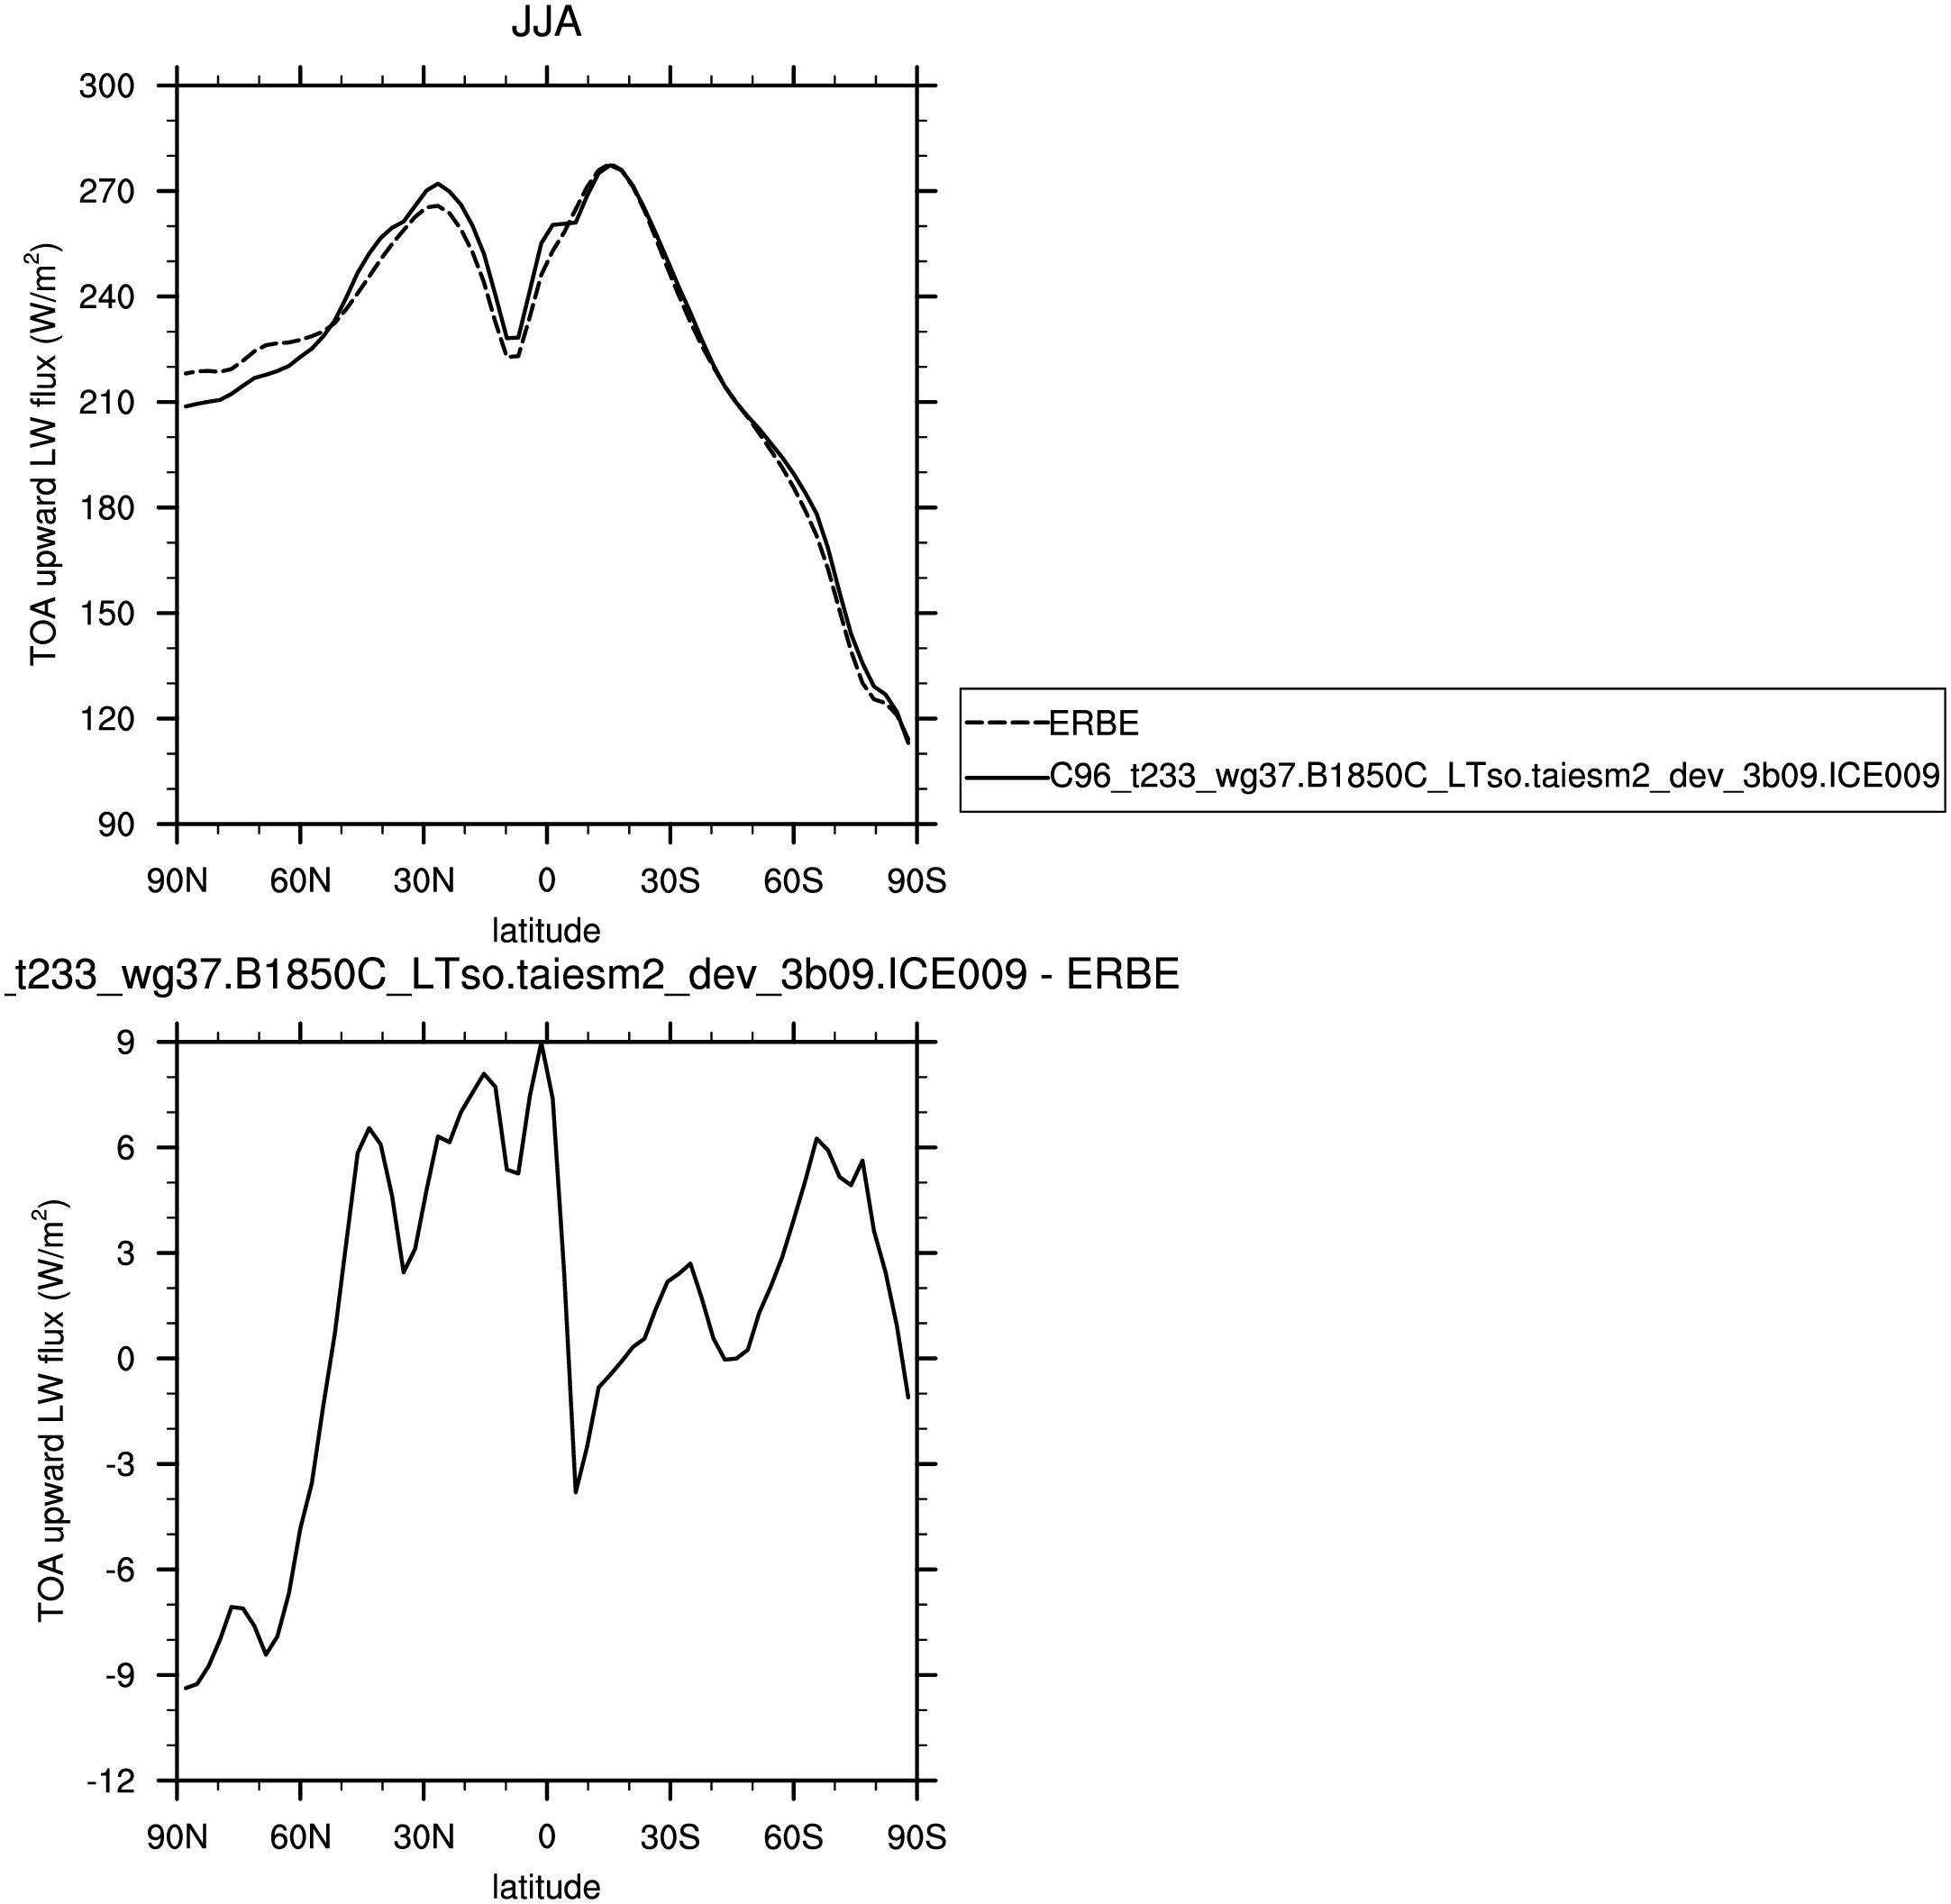 JJA
300
270
240
210
180
150
120
90
TOA upward LW flux (W/m2)
90N 60N 30N 0 30S 60S 90S
latitude
ERBE
C96_t233_wg37.B1850C_LTso.taiesm2_dev_3b09.ICE009
_t233_wg37.B1850C_LTso.taiesm2_dev_3b09.ICE009 - ERBE
9
6
3
0
-3
-6
-9
-12
TOA upward LW flux (W/m2)
90N 60N 30N 0 30S 60S 90S
latitude